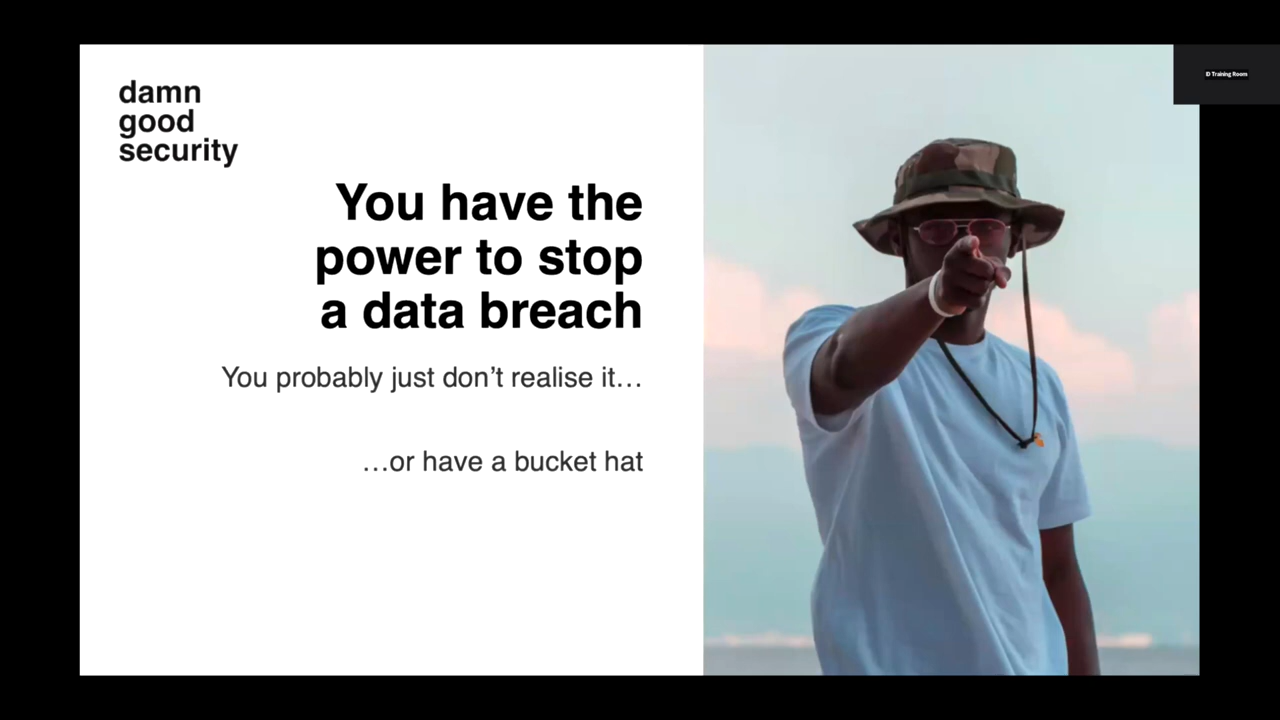 damn
good
security
You have the
power to stop
a data breach
You probably just don’t realise it…
…or have a bucket hat
ID Training Room